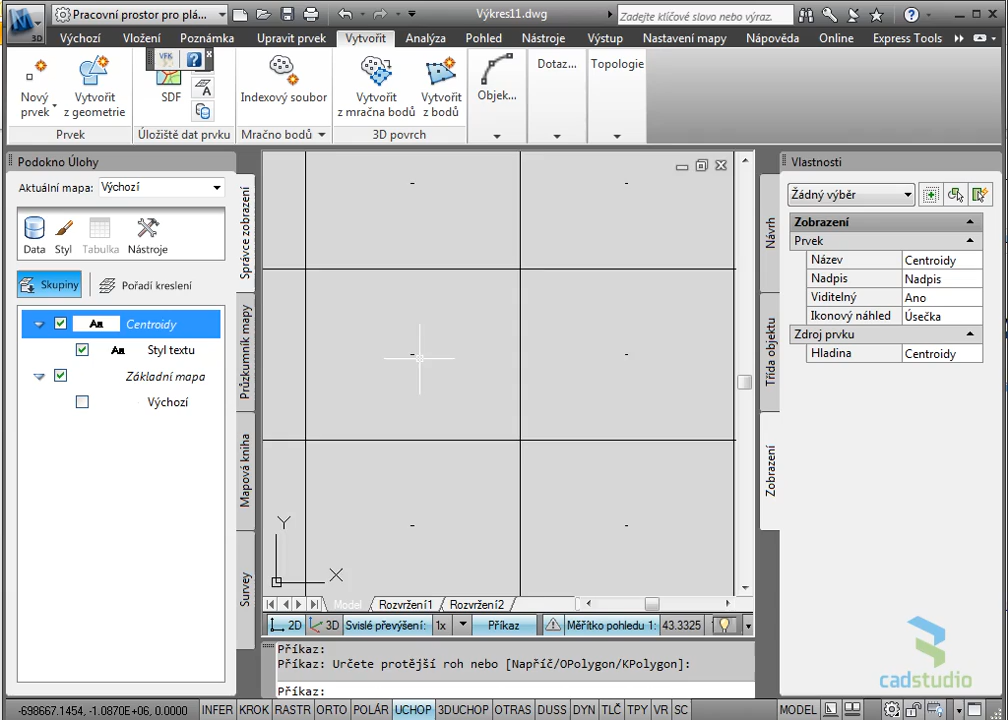 3D
Pracovní prostor pro plá...
Výkres11.dwg
Zadejte klíčové slovo nebo výraz.
Výchozí
Vložení
Poznámka
Upravit prvek
Vytvořit
Analýza
Pohled
Nástroje
Výstup
Nastavení mapy
Nápověda
Online
Express Tools
VFK
Nový
prvek
Vytvořit
z geometrie
SDF
Indexový soubor
Vytvořit
z mračna bodů
Vytvořit
z bodů
Objek...
Dotaz...
Topologie
Prvek
Úložiště dat prvku
Mračno bodů
3D povrch
Podokno Úlohy
Aktuální mapa:
Výchozí
Data
Styl
Tabulka
Nástroje
Skupiny
Pořadí kreslení
Centroidy
Styl textu
Základní mapa
Výchozí
Správce zobrazení
Průzkumník mapy
Mapová kniha
Survey
Y
X
Model
Rozvržení1
Rozvržení2
2D
3D
Svislé převýšení:
1x
Příkaz
Měřítko pohledu 1:
43.3325
Příkaz:
Příkaz: Určete protější roh nebo [Napříč/OPolygon/KPolygon]:
Příkaz:
Vlastnosti
Žádný výběr
Návrh
Třída objektu
Zobrazení
Zobrazení
Prvek
Název
Centroidy
Nadpis
Nadpis
Viditelný
Ano
Ikonový náhled
Úsečka
Zdroj prvku
Hladina
Centroidy
cadstudio
-698667.1454, -1.0870E+06, 0.0000
INFER
KROK
RASTR
ORTO
POLÁR
UCHOP
3DUCHOP
OTRAS
DUSS
DYN
TLČ
TPY
VR
SC
MODEL